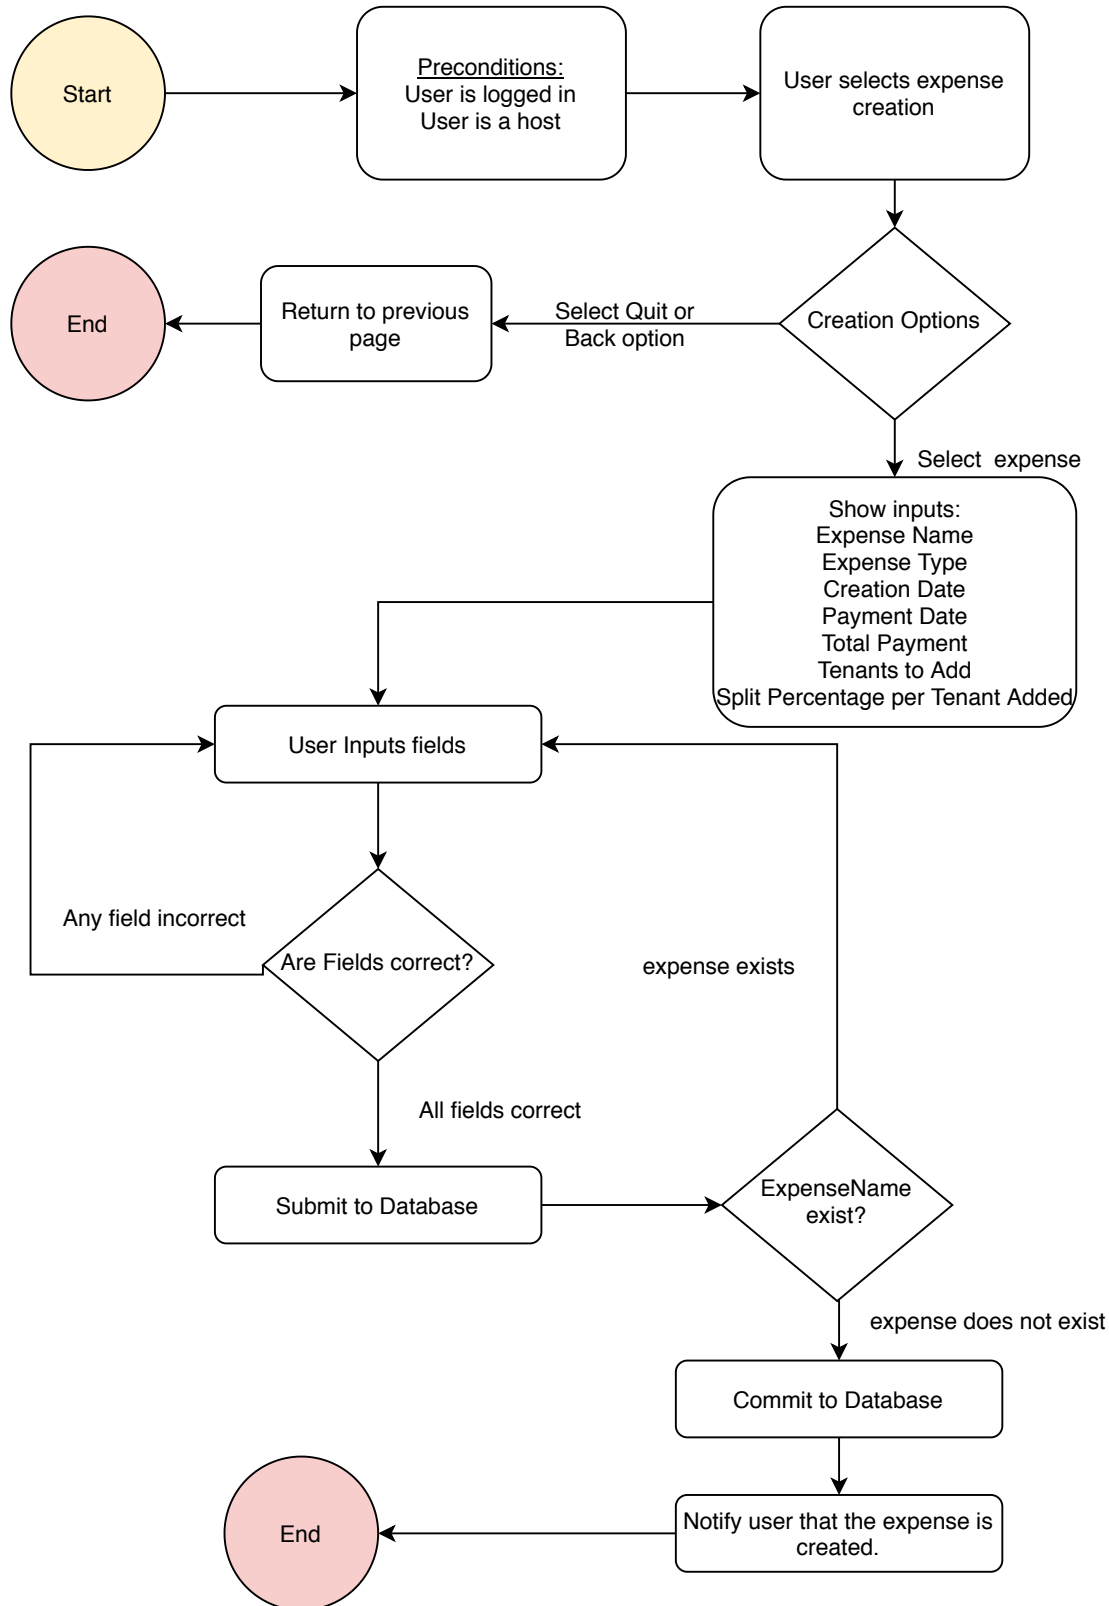 Start
Preconditions:
User is logged in
User is a host
User selects expense
creation
End
Return to previous
page
Select Quit or
Back option
Creation Options
Select  expense
Show inputs:
Expense Name
Expense Type
Creation Date
Payment Date
Total Payment
Tenants to Add
Split Percentage per Tenant Added
User Inputs fields
Any field incorrect
Are Fields correct?
expense exists
All fields correct
Submit to Database
ExpenseName
exist?
expense does not exist
Commit to Database
End
Notify user that the expense is
created.